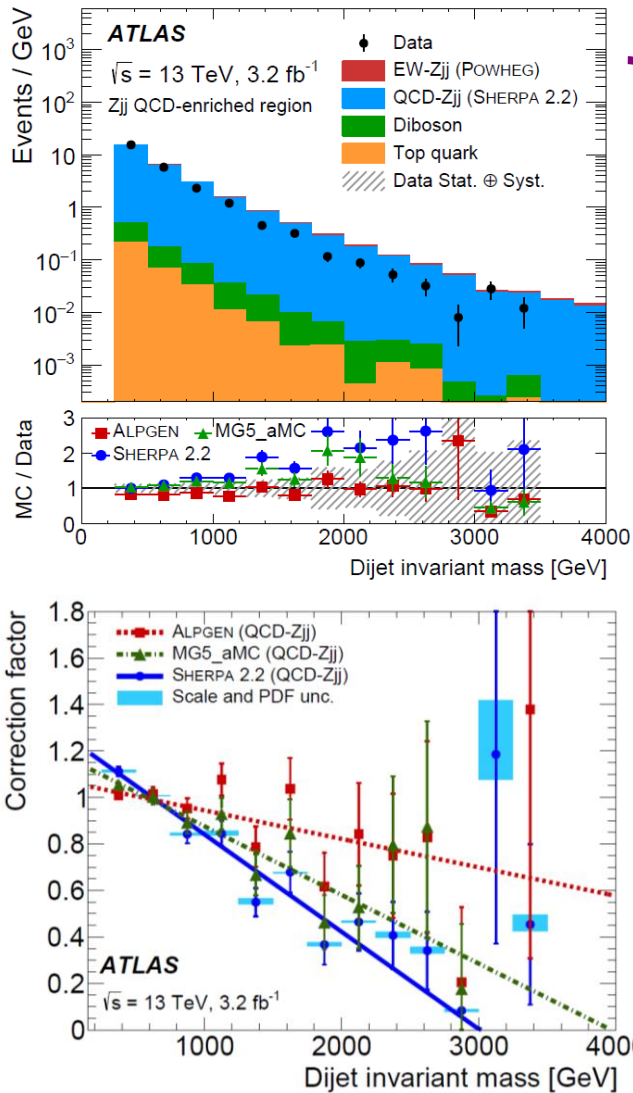 ATLAS
√s = 13 TeV, 3.2 fb⁻¹
Zjj QCD-enriched region
Data
EW-Zjj (POWHEG)
QCD-Zjj (SHERPA 2.2)
Diboson
Top quark
Data Stat. ⊕ Syst.
Events / GeV
10⁵
10³
10
1
10⁻¹
10⁻²
10⁻³
MC / Data
3
2
1
0
ALPGEN
MG5_aMC
SHERPA 2.2
0 1000 2000 3000 4000
Dijet invariant mass [GeV]
Correction factor
1.8
1.6
1.4
1.2
1
0.8
0.6
0.4
0.2
0
ALPGEN (QCD-Zjj)
MG5_aMC (QCD-Zjj)
SHERPA 2.2 (QCD-Zjj)
Scale and PDF unc.
ATLAS
√s = 13 TeV, 3.2 fb⁻¹
1000 2000 3000 400
Dijet invariant mass [GeV]